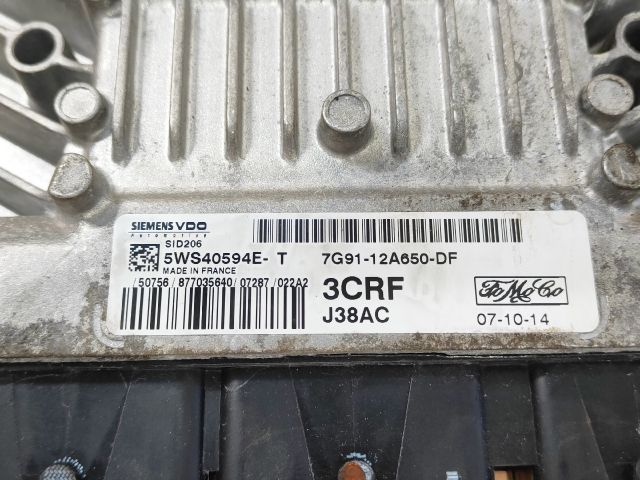 SIEMENS VDO
Automotive
SID206
5WS40594E- T
MADE IN FRANCE
/50756/877035640/07287/022A2
7G91-12A650-DF
3CRF
J38AC
FoMoCo
07-10-14